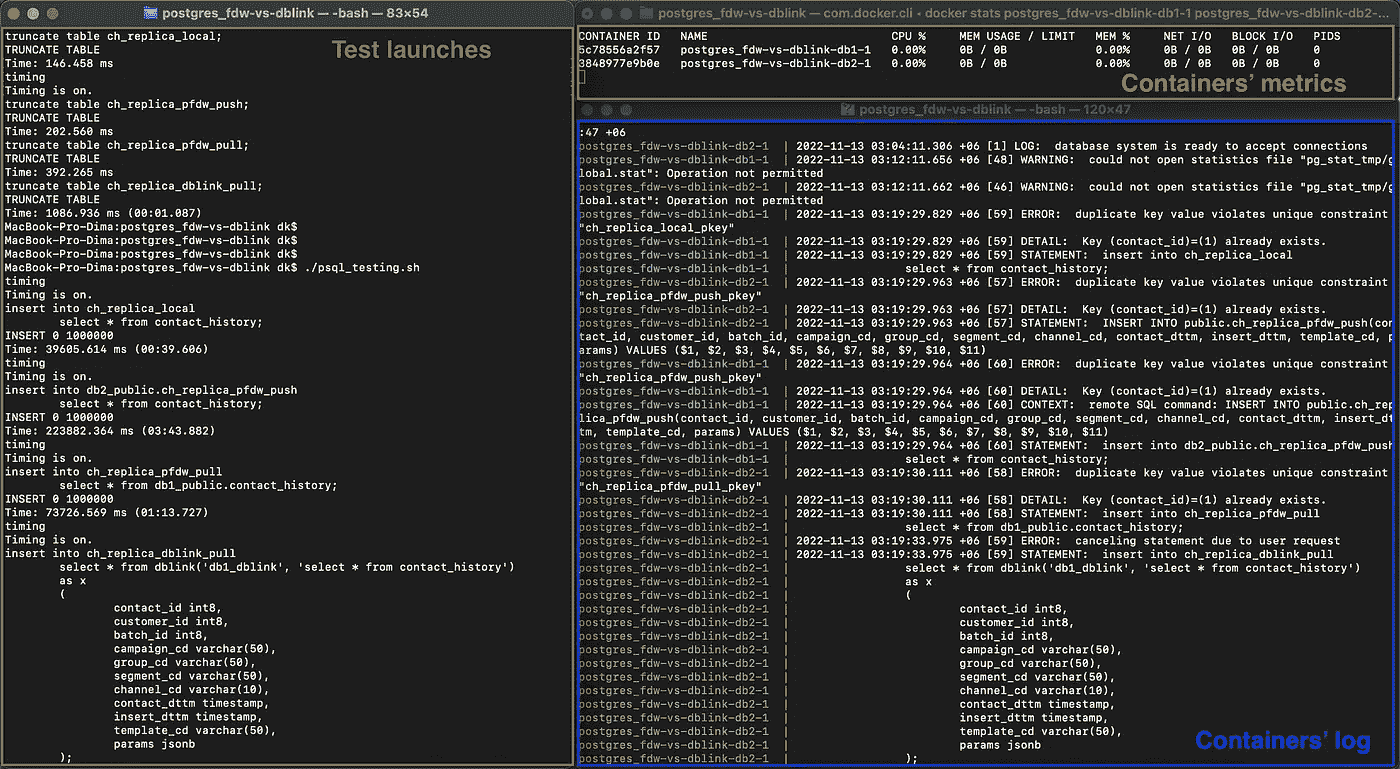 postgres_fdw-vs-dblink — -bash — 83×54
truncate table ch_replica_local;
TRUNCATE TABLE
Time: 146.458 ms
timing
Timing is on.
truncate table ch_replica_pfdw_push;
TRUNCATE TABLE
Time: 202.560 ms
truncate table ch_replica_pfdw_pull;
TRUNCATE TABLE
Time: 392.265 ms
truncate table ch_replica_dblink_pull;
TRUNCATE TABLE
Time: 1086.936 ms (00:01.087)
MacBook-Pro-Dima:postgres_fdw-vs-dblink dk$
MacBook-Pro-Dima:postgres_fdw-vs-dblink dk$
MacBook-Pro-Dima:postgres_fdw-vs-dblink dk$
MacBook-Pro-Dima:postgres_fdw-vs-dblink dk$ ./psql_testing.sh
timing
Timing is on.
insert into ch_replica_local
select * from contact_history;
INSERT 0 1000000
Time: 39605.614 ms (00:39.606)
timing
Timing is on.
insert into db2_public.ch_replica_pfdw_push
select * from contact_history;
INSERT 0 1000000
Time: 223882.364 ms (03:43.882)
timing
Timing is on.
insert into ch_replica_pfdw_pull
select * from db1_public.contact_history;
INSERT 0 1000000
Time: 73726.569 ms (01:13.727)
timing
Timing is on.
insert into ch_replica_dblink_pull
select * from dblink('db1_dblink', 'select * from contact_history')
as x
(
contact_id int8,
customer_id int8,
batch_id int8,
campaign_cd varchar(50),
group_cd varchar(50),
segment_cd varchar(50),
channel_cd varchar(10),
contact_dttm timestamp,
insert_dttm timestamp,
template_cd varchar(50),
params jsonb
);
Test launches
postgres_fdw-vs-dblink — com.docker.cli • docker stats postgres_fdw-vs-dblink-db1-1 postgres_fdw-vs-dblink-db2-...
CONTAINER ID NAME CPU % MEM USAGE / LIMIT MEM % NET I/O BLOCK I/O PIDS
5c78556a2f57 postgres_fdw-vs-dblink-db1-1 0.00% 0B / 0B 0.00% 0B / 0B 0B / 0B 0
3848977e9b0e postgres_fdw-vs-dblink-db2-1 0.00% 0B / 0B 0.00% 0B / 0B 0B / 0B 0
Containers' metrics
postgres_fdw-vs-dblink — -bash — 120×47
:47 +06
postgres_fdw-vs-dblink-db2-1 | 2022-11-13 03:04:11.306 +06 [1] LOG: database system is ready to accept connections
postgres_fdw-vs-dblink-db1-1 | 2022-11-13 03:12:11.656 +06 [48] WARNING: could not open statistics file "pg_stat_tmp/g
lobal.stat": Operation not permitted
postgres_fdw-vs-dblink-db2-1 | 2022-11-13 03:12:11.662 +06 [46] WARNING: could not open statistics file "pg_stat_tmp/g
lobal.stat": Operation not permitted
postgres_fdw-vs-dblink-db1-1 | 2022-11-13 03:19:29.829 +06 [59] ERROR: duplicate key value violates unique constraint
"ch_replica_local_pkey"
postgres_fdw-vs-dblink-db1-1 | 2022-11-13 03:19:29.829 +06 [59] DETAIL: Key (contact_id)=(1) already exists.
postgres_fdw-vs-dblink-db1-1 | 2022-11-13 03:19:29.829 +06 [59] STATEMENT: insert into ch_replica_local
postgres_fdw-vs-dblink-db1-1 | select * from contact_history;
postgres_fdw-vs-dblink-db2-1 | 2022-11-13 03:19:29.963 +06 [57] ERROR: duplicate key value violates unique constraint
"ch_replica_pfdw_push_pkey"
postgres_fdw-vs-dblink-db2-1 | 2022-11-13 03:19:29.963 +06 [57] DETAIL: Key (contact_id)=(1) already exists.
postgres_fdw-vs-dblink-db2-1 | 2022-11-13 03:19:29.963 +06 [57] STATEMENT: INSERT INTO public.ch_replica_pfdw_push(con
tact_id, customer_id, batch_id, campaign_cd, group_cd, segment_cd, channel_cd, contact_dttm, insert_dttm, template_cd, p
arams) VALUES ($1, $2, $3, $4, $5, $6, $7, $8, $9, $10, $11)
postgres_fdw-vs-dblink-db1-1 | 2022-11-13 03:19:29.964 +06 [60] ERROR: duplicate key value violates unique constraint
"ch_replica_pfdw_push_pkey"
postgres_fdw-vs-dblink-db1-1 | 2022-11-13 03:19:29.964 +06 [60] DETAIL: Key (contact_id)=(1) already exists.
postgres_fdw-vs-dblink-db1-1 | 2022-11-13 03:19:29.964 +06 [60] CONTEXT: remote SQL command: INSERT INTO public.ch_rep
lica_pfdw_push(contact_id, customer_id, batch_id, campaign_cd, group_cd, segment_cd, channel_cd, contact_dttm, insert_dt
tm, template_cd, params) VALUES ($1, $2, $3, $4, $5, $6, $7, $8, $9, $10, $11)
postgres_fdw-vs-dblink-db1-1 | 2022-11-13 03:19:29.964 +06 [60] STATEMENT: insert into db2_public.ch_replica_pfdw_push
postgres_fdw-vs-dblink-db1-1 | select * from contact_history;
postgres_fdw-vs-dblink-db2-1 | 2022-11-13 03:19:30.111 +06 [58] ERROR: duplicate key value violates unique constraint
"ch_replica_pfdw_pull_pkey"
postgres_fdw-vs-dblink-db2-1 | 2022-11-13 03:19:30.111 +06 [58] DETAIL: Key (contact_id)=(1) already exists.
postgres_fdw-vs-dblink-db2-1 | 2022-11-13 03:19:30.111 +06 [58] STATEMENT: insert into ch_replica_pfdw_pull
postgres_fdw-vs-dblink-db2-1 | select * from db1_public.contact_history;
postgres_fdw-vs-dblink-db2-1 | 2022-11-13 03:19:33.975 +06 [59] ERROR: canceling statement due to user request
postgres_fdw-vs-dblink-db2-1 | 2022-11-13 03:19:33.975 +06 [59] STATEMENT: insert into ch_replica_dblink_pull
postgres_fdw-vs-dblink-db2-1 | select * from dblink('db1_dblink', 'select * from contact_history')
postgres_fdw-vs-dblink-db2-1 | as x
postgres_fdw-vs-dblink-db2-1 | (
postgres_fdw-vs-dblink-db2-1 | contact_id int8,
postgres_fdw-vs-dblink-db2-1 | customer_id int8,
postgres_fdw-vs-dblink-db2-1 | batch_id int8,
postgres_fdw-vs-dblink-db2-1 | campaign_cd varchar(50),
postgres_fdw-vs-dblink-db2-1 | group_cd varchar(50),
postgres_fdw-vs-dblink-db2-1 | segment_cd varchar(50),
postgres_fdw-vs-dblink-db2-1 | channel_cd varchar(10),
postgres_fdw-vs-dblink-db2-1 | contact_dttm timestamp,
postgres_fdw-vs-dblink-db2-1 | insert_dttm timestamp,
postgres_fdw-vs-dblink-db2-1 | template_cd varchar(50),
postgres_fdw-vs-dblink-db2-1 | params jsonb
postgres_fdw-vs-dblink-db2-1 | );
Containers' log